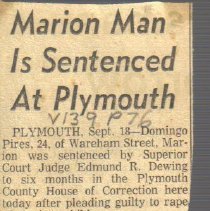 Marion Man
Is Sentenced
At Plymouth
V139 P76
PLYMOUTH, Sept. 18—Domingo
Pires, 24, of Wareham Street, Mar-
ion was sentenced by Superior
Court Judge Edmund R. Dewing
to six months in the Plymouth
County House of Correction here
today after pleading guilty to rape